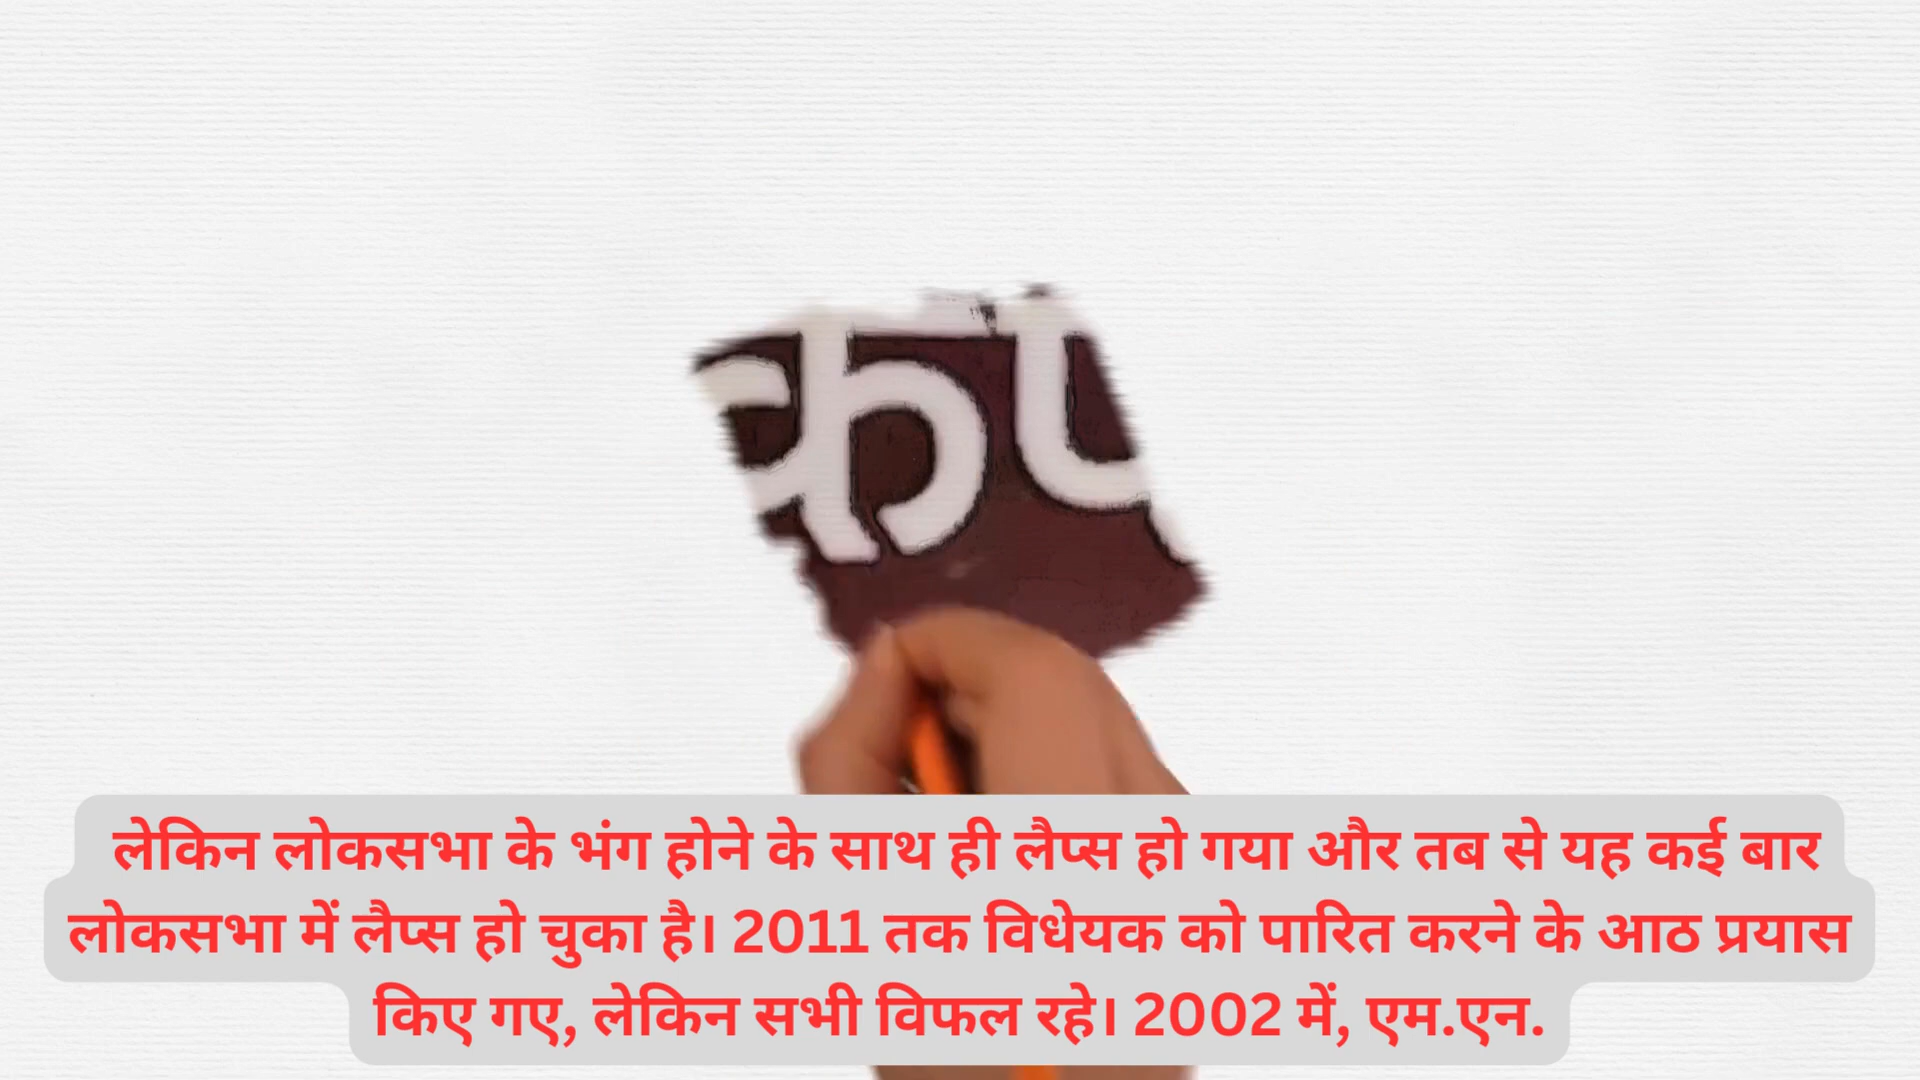 लेकिन लोकसभा के भंग होने के साथ ही लैप्स हो गया और तब से यह कई बार
लोकसभा में लैप्स हो चुका है। 2011 तक विधेयक को पारित करने के आठ प्रयास
किए गए, लेकिन सभी विफल रहे। 2002 में, एम.एन.